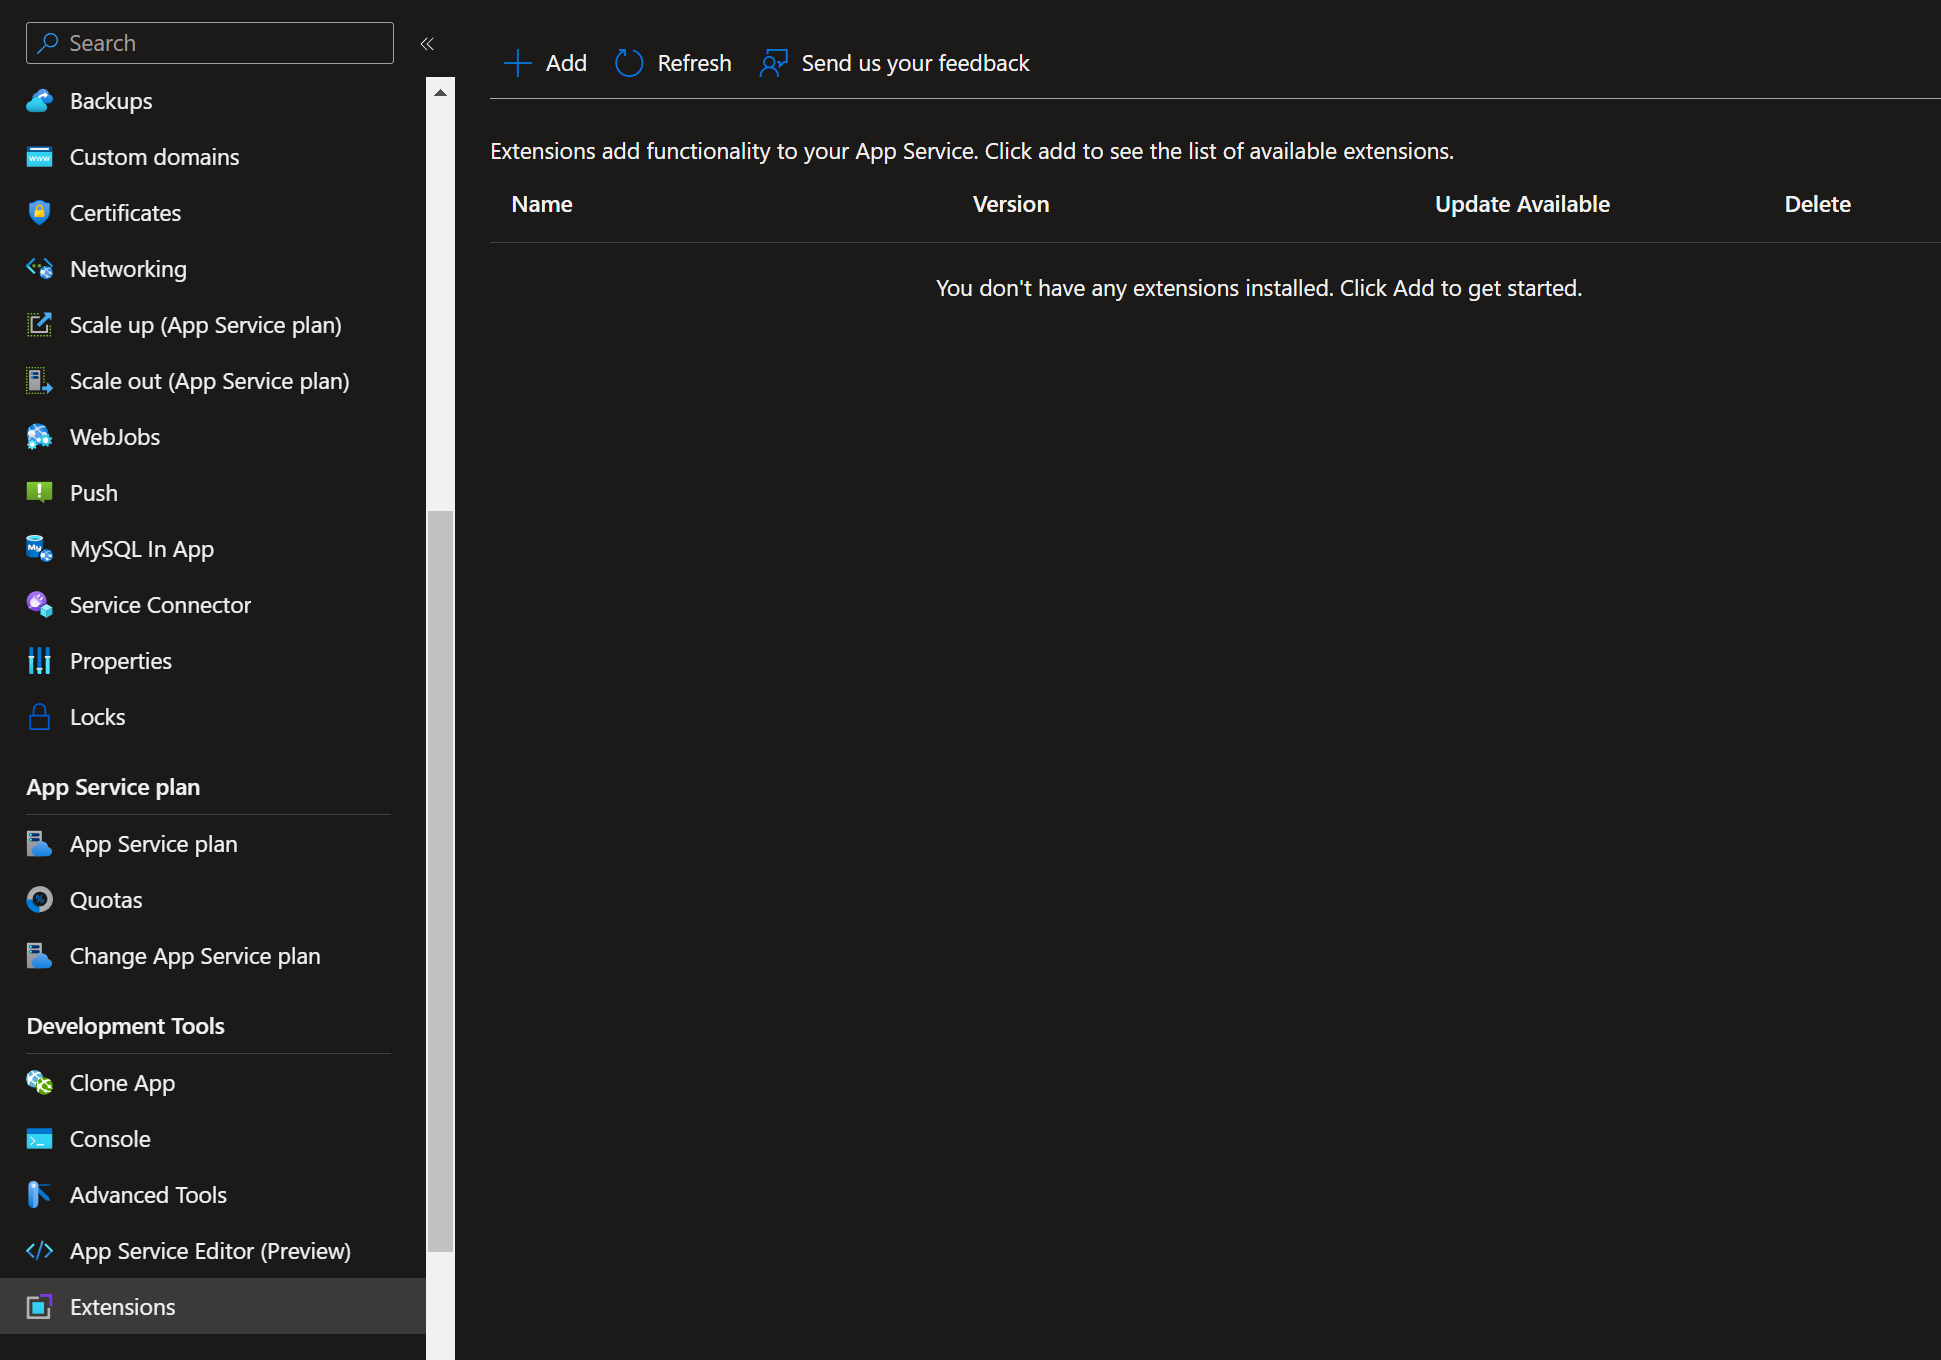 Search
Backups
Custom domains
Certificates
Networking
Scale up (App Service plan)
Scale out (App Service plan)
WebJobs
Push
MySQL In App
Service Connector
Properties
Locks
App Service plan
App Service plan
Quotas
Change App Service plan
Development Tools
Clone App
Console
Advanced Tools
App Service Editor (Preview)
Extensions
Add Refresh Send us your feedback
Extensions add functionality to your App Service. Click add to see the list of available extensions.
Name Version Update Available Delete
You don't have any extensions installed. Click Add to get started.